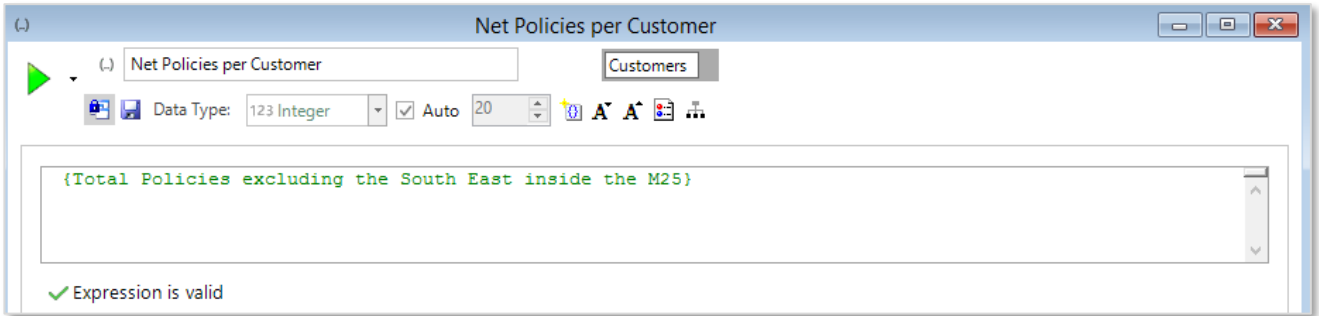 (..) Net Policies per Customer
(..) Net Policies per Customer Customers
Data Type: 123 Integer Auto 20 {} A A
{Total Policies excluding the South East inside the M25}
Expression is valid